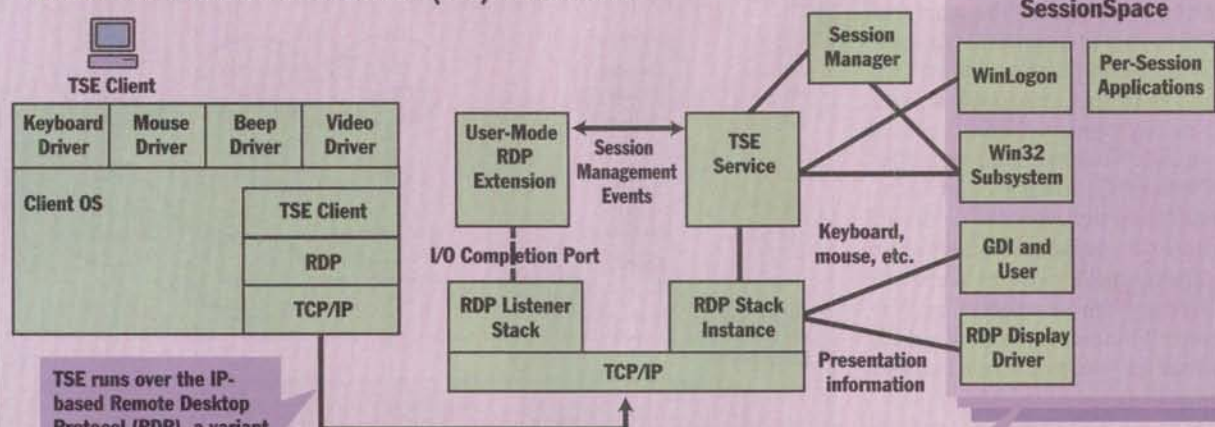 TSE Client
Keyboard
Driver
Mouse
Driver
Beep
Driver
Video
Driver
Client OS
TSE Client
RDP
TCP/IP
TSE runs over the IP-
based Remote Desktop
Protocol (RDP), a variant
User-Mode
RDP
Extension
Session
Management
Events
TSE
Service
I/O Completion Port
RDP Listener
Stack
RDP Stack
Instance
TCP/IP
Session
Manager
Keyboard,
mouse, etc.
Presentation
information
SessionSpace
WinLogon
Per-Session
Applications
Win32
Subsystem
GDI and
User
RDP Display
Driver